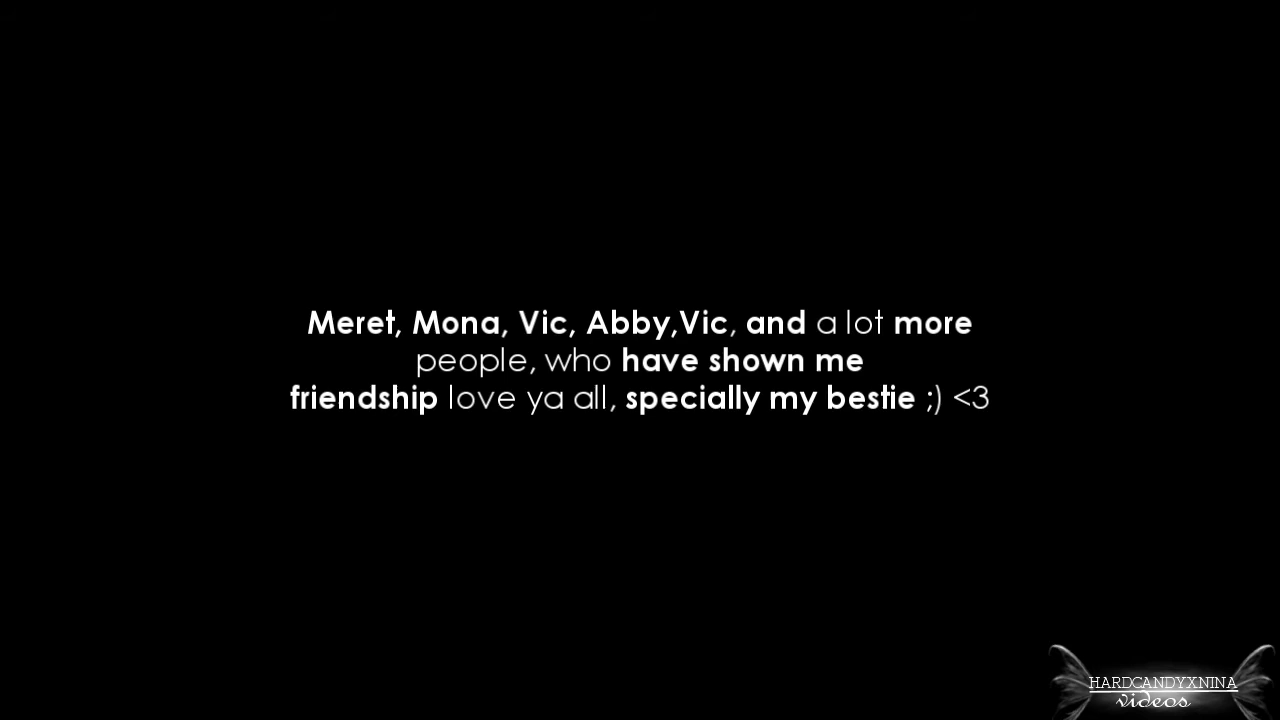 Meret, Mona, Vic, Abby,Vic, and a lot more
people, who have shown me
friendship love ya all, specially my bestie ;) <3
HARDCANDYXNINA
videos